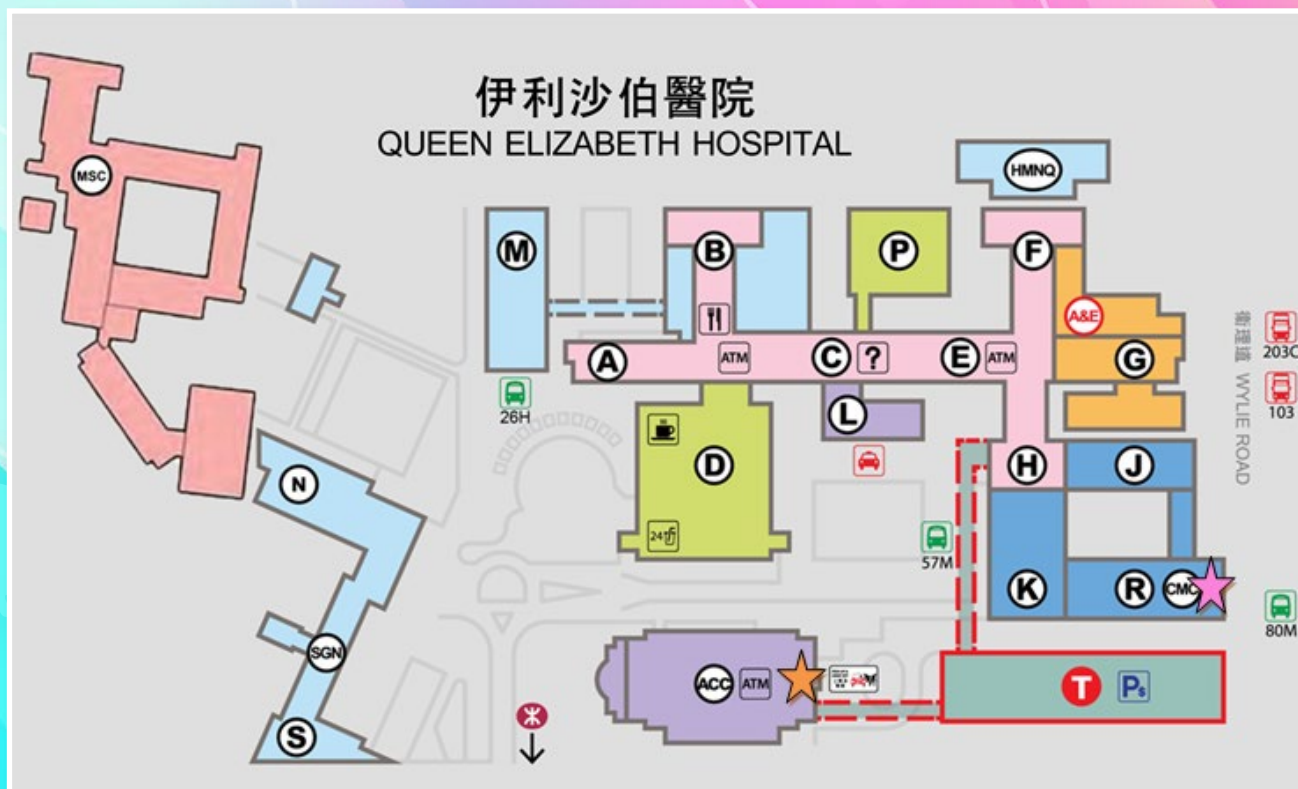 伊利沙伯醫院
QUEEN ELIZABETH HOSPITAL
MSC
HMNQ
M
B
P
F
A&E
A
ATM
C
?
E
ATM
G
26H
L
203C
103
衛理道 WYLIE ROAD
D
H
J
N
24
57M
K
R
CMC
80M
SGN
ACC
ATM
T
P$
S